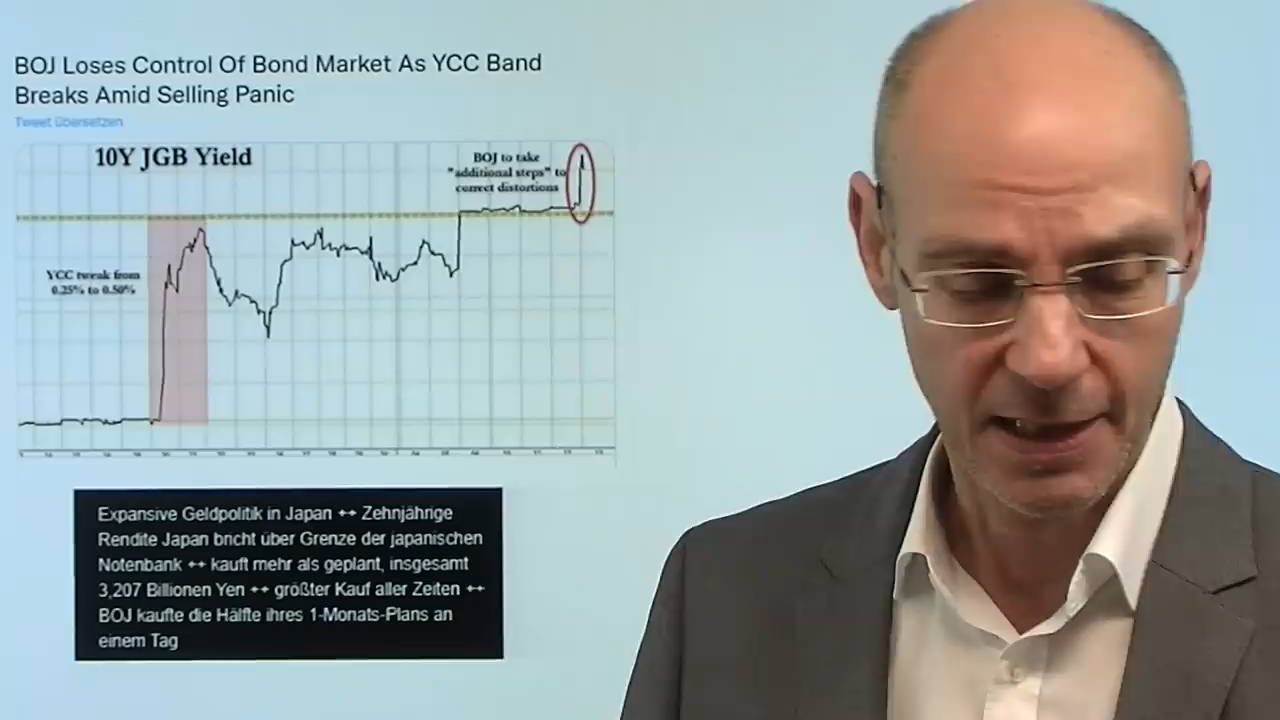 BOJ Loses Control Of Bond Market As YCC Band
Breaks Amid Selling Panic
Tweet übersetzen
10Y JGB Yield
BOJ to take
"additional steps" to
correct distortions
YCC tweak from
0.25% to 0.50%
Expansive Geldpolitik in Japan ↔ Zehnjährige
Rendite Japan bricht über Grenze der japanischen
Notenbank ↔ kauft mehr als geplant, insgesamt
3,207 Billionen Yen ↔ größter Kauf aller Zeiten ↔
BOJ kaufte die Hälfte ihres 1-Monats-Plans an
einem Tag